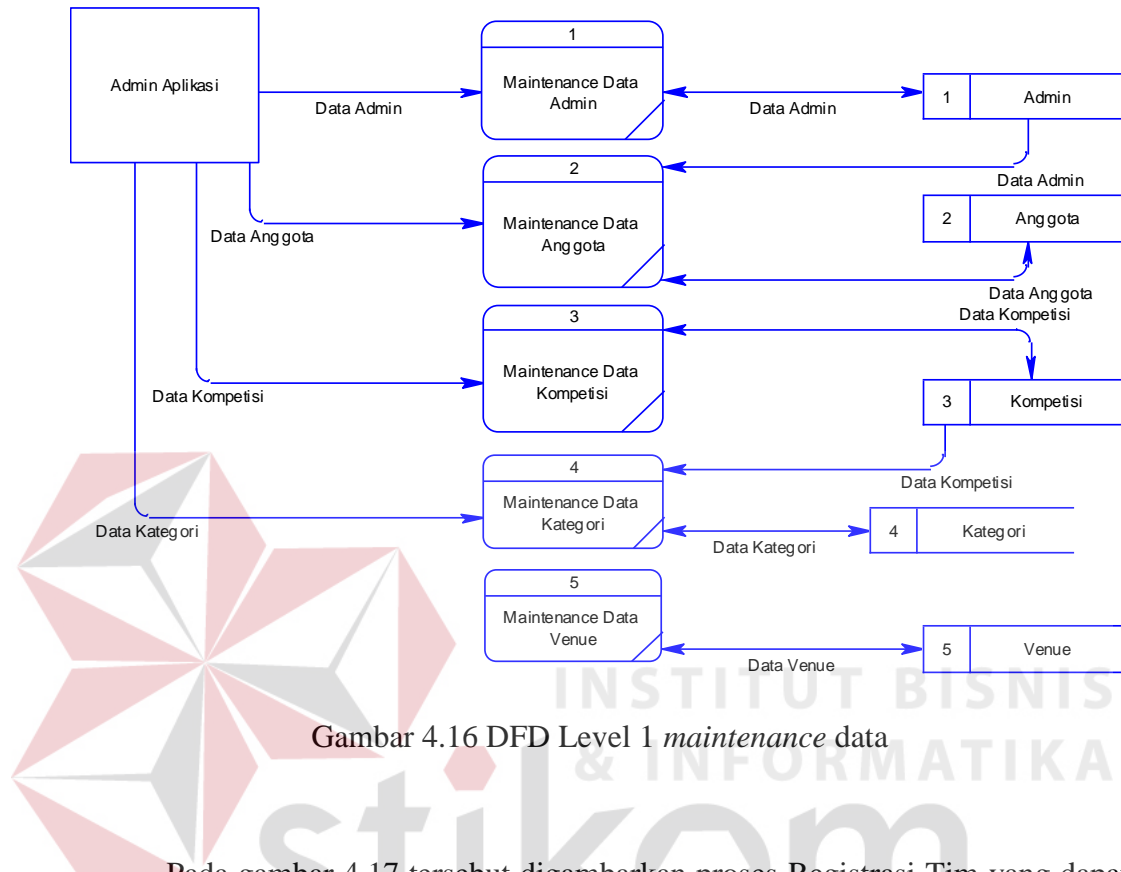 1
Admin Aplikasi
Maintenance Data
Admin
Data Admin
Data Admin
1 Admin
2
Data Admin
Maintenance Data
Anggota
Data Anggota
2 Anggota
Data Anggota
3
Data Kompetisi
Maintenance Data
Kompetisi
Data Kompetisi
3 Kompetisi
4
Data Kompetisi
Maintenance Data
Kategori
Data Kategori
Data Kategori
4 Kategori
5
Maintenance Data
Venue
Data Venue
5 Venue
INSTITUT BISNIS
& INFORMATIKA
stikom
Gambar 4.16 DFD Level 1 maintenance data
Pada gambar 4.17 tersebut digambarkan proses Registrasi Tim yang dapat